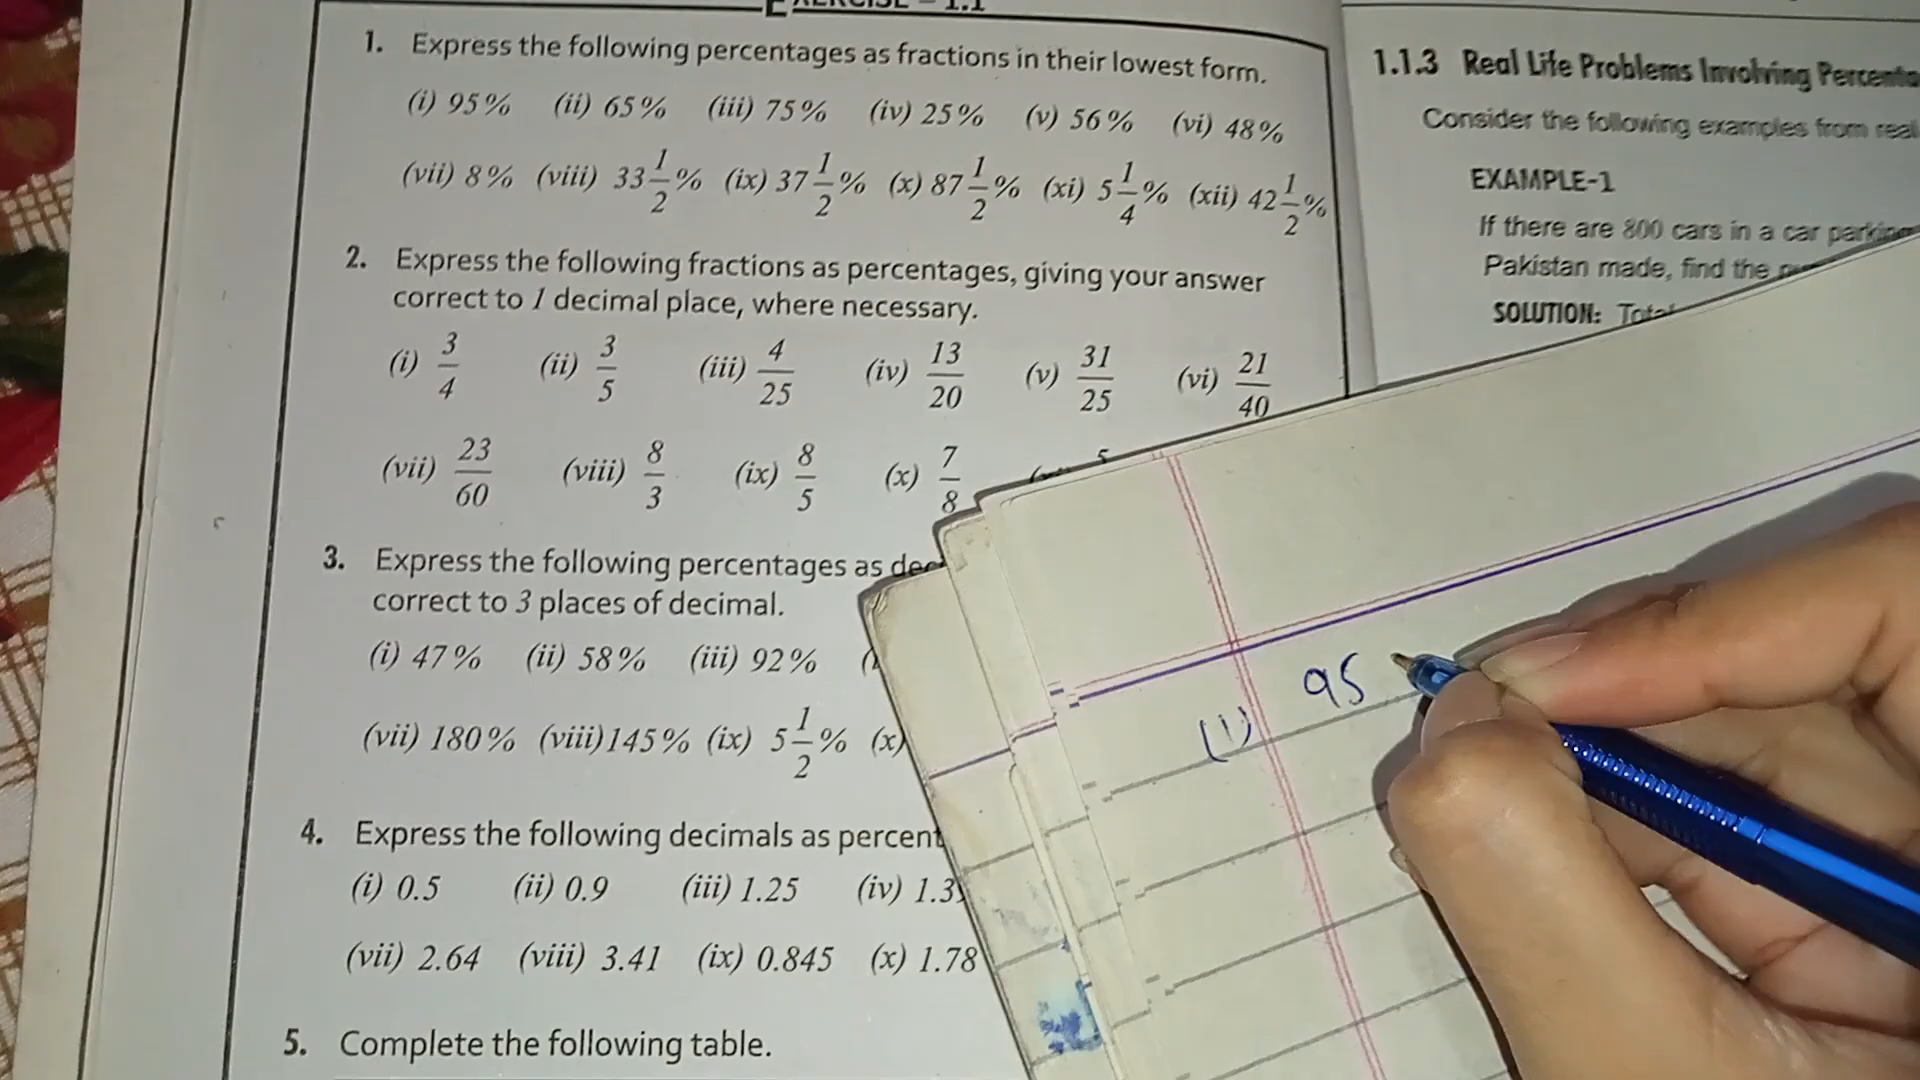 EXERCISE – 1.1
1. Express the following percentages as fractions in their lowest form.
(i) 95% (ii) 65% (iii) 75% (iv) 25% (v) 56% (vi) 48%
(vii) 8% (viii) 33 1/2% (ix) 37 1/2% (x) 87 1/2% (xi) 5 1/4% (xii) 42 1/2%
2. Express the following fractions as percentages, giving your answer
correct to 1 decimal place, where necessary.
(i) 3/4 (ii) 3/5 (iii) 4/25 (iv) 13/20 (v) 31/25 (vi) 21/40
(vii) 23/60 (viii) 8/3 (ix) 8/5 (x) 7/8 5
3. Express the following percentages as dec
correct to 3 places of decimal.
(i) 47% (ii) 58% (iii) 92%
(vii) 180% (viii) 145% (ix) 5 1/2% (x)
4. Express the following decimals as percent
(i) 0.5 (ii) 0.9 (iii) 1.25 (iv) 1.3
(vii) 2.64 (viii) 3.41 (ix) 0.845 (x) 1.78
5. Complete the following table.
1.1.3 Real Life Problems Involving Percenta
Consider the following examples from real
EXAMPLE-1
If there are 800 cars in a car parking
Pakistan made, find the
SOLUTION: Total
(i) 95